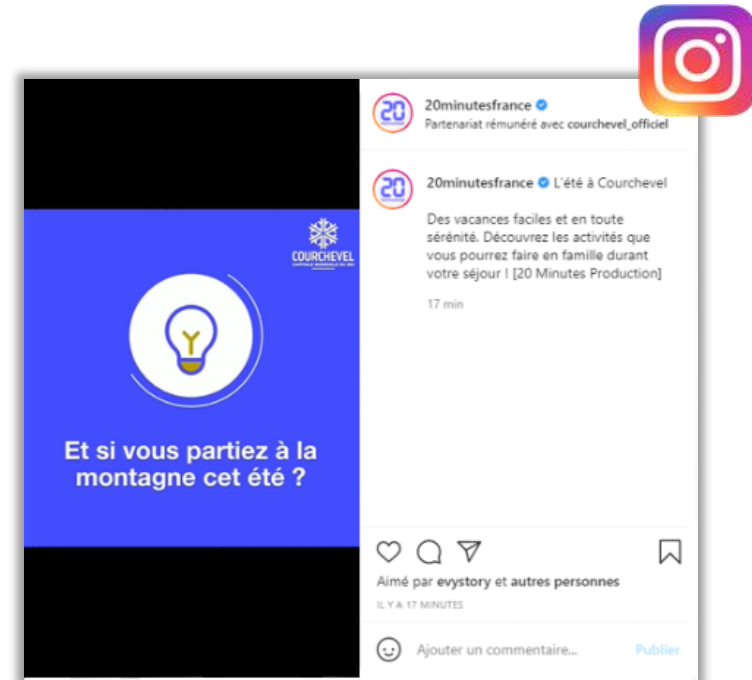 COURCHEVEL
Et si vous partiez à la
montagne cet été ?
20
20minutesfrance
Partenariat rémunéré avec courchevel_officiel
20
20minutesfrance L'été à Courchevel
Des vacances faciles et en toute
sérénité. Découvrez les activités que
vous pourrez faire en famille durant
votre séjour ! [20 Minutes Production]
17 min
Aimé par evystory et autres personnes
IL Y A 17 MINUTES
Ajouter un commentaire...
Publier